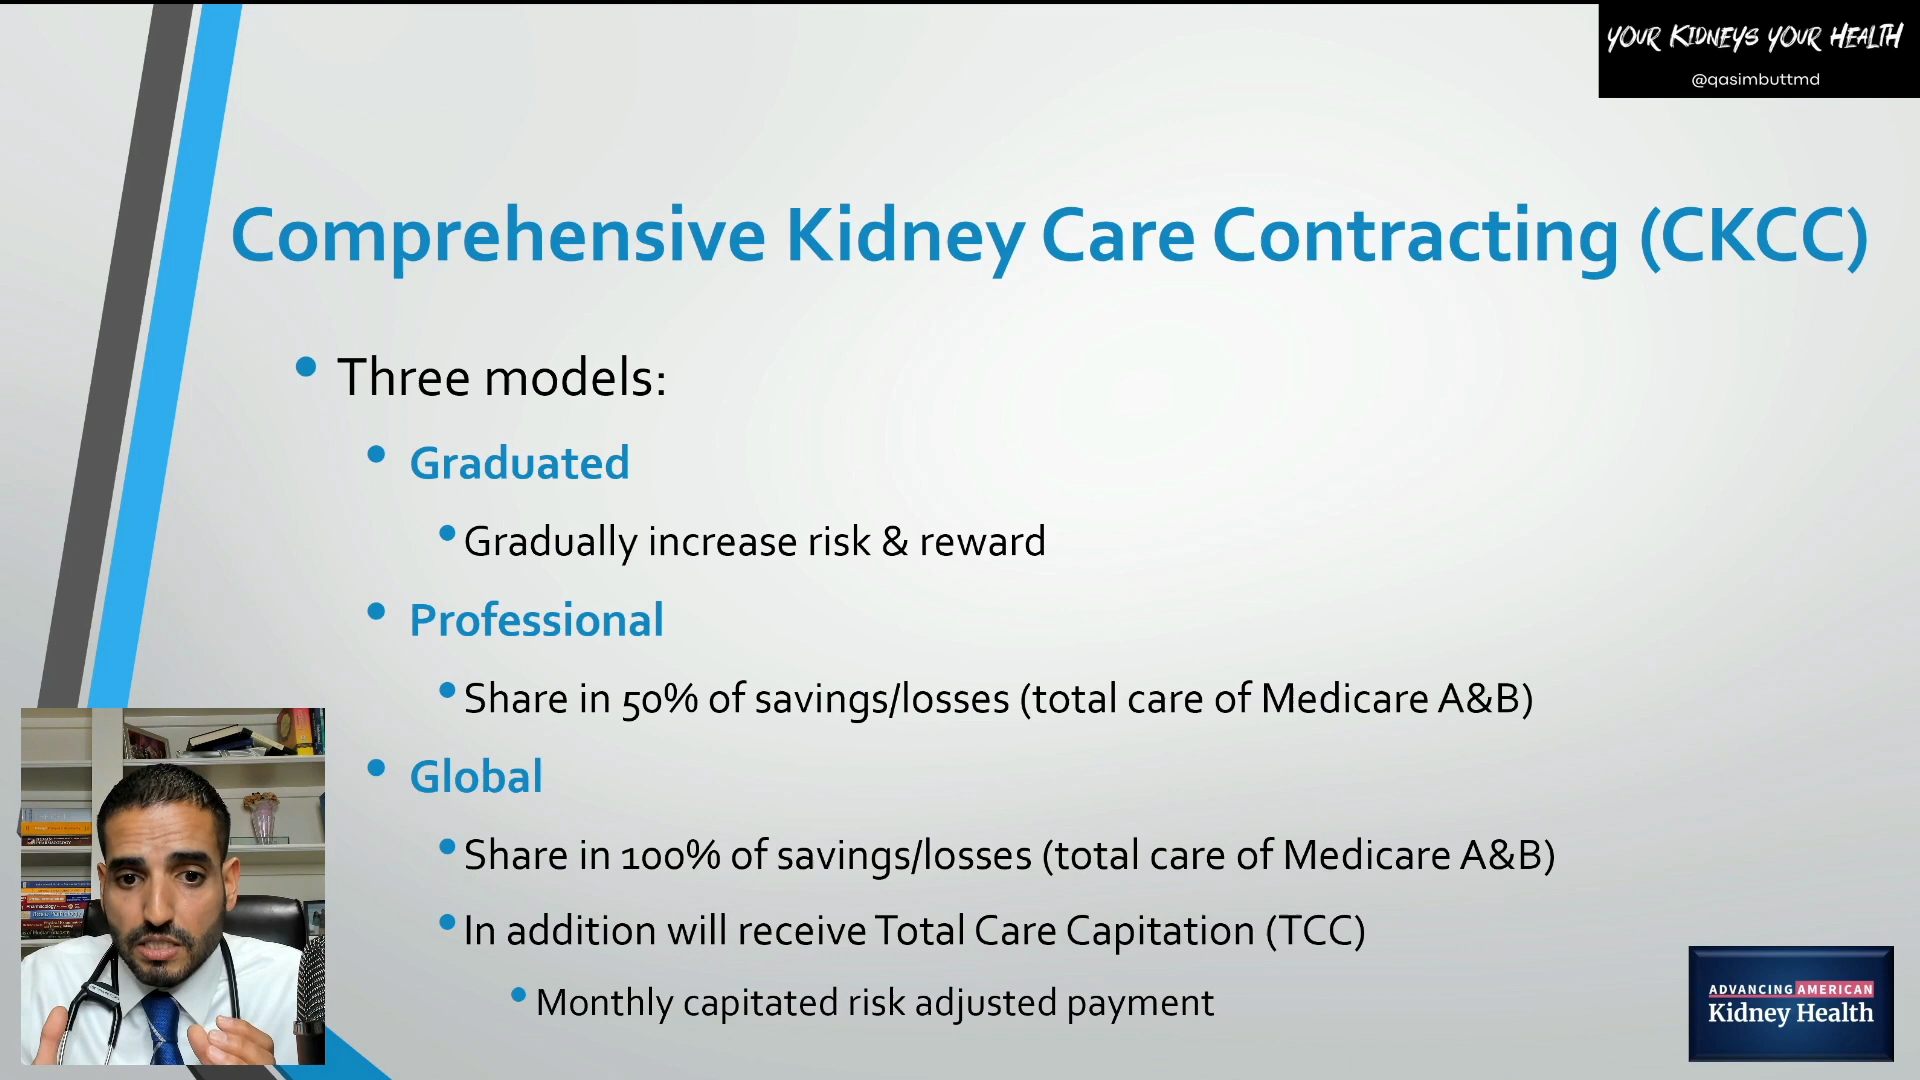 YOUR KIDNEYS YOUR HEALTH
@qasimbuttmd
Comprehensive Kidney Care Contracting (CKCC)
• Three models:
• Graduated
• Gradually increase risk & reward
• Professional
• Share in 50% of savings/losses (total care of Medicare A&B)
• Global
• Share in 100% of savings/losses (total care of Medicare A&B)
• In addition will receive Total Care Capitation (TCC)
• Monthly capitated risk adjusted payment
ADVANCING AMERICAN
Kidney Health